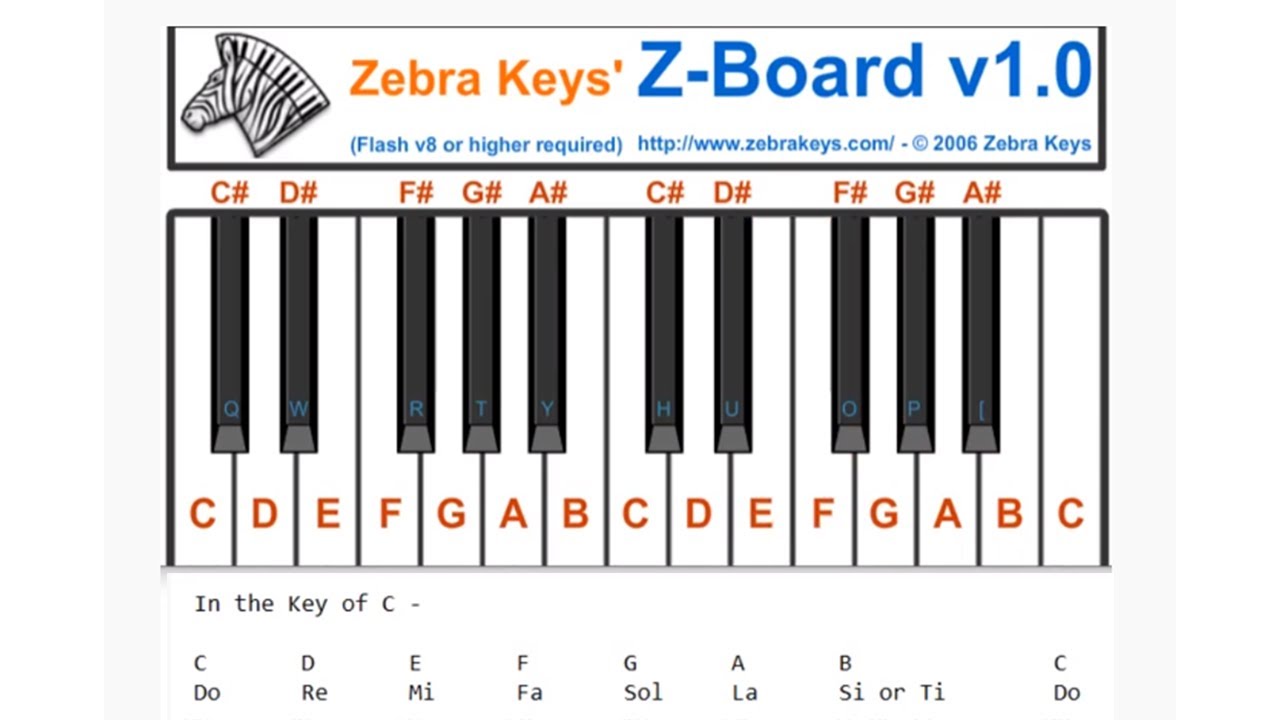 Zebra Keys' Z-Board v1.0
(Flash v8 or higher required) http://www.zebrakeys.com/ - © 2006 Zebra Keys
C# D# F# G# A# C# D# F# G# A#
Q W R T Y H U O P [
C D E F G A B C D E F G A B C
In the Key of C -
C D E F G A B C
Do Re Mi Fa Sol La Si or Ti Do